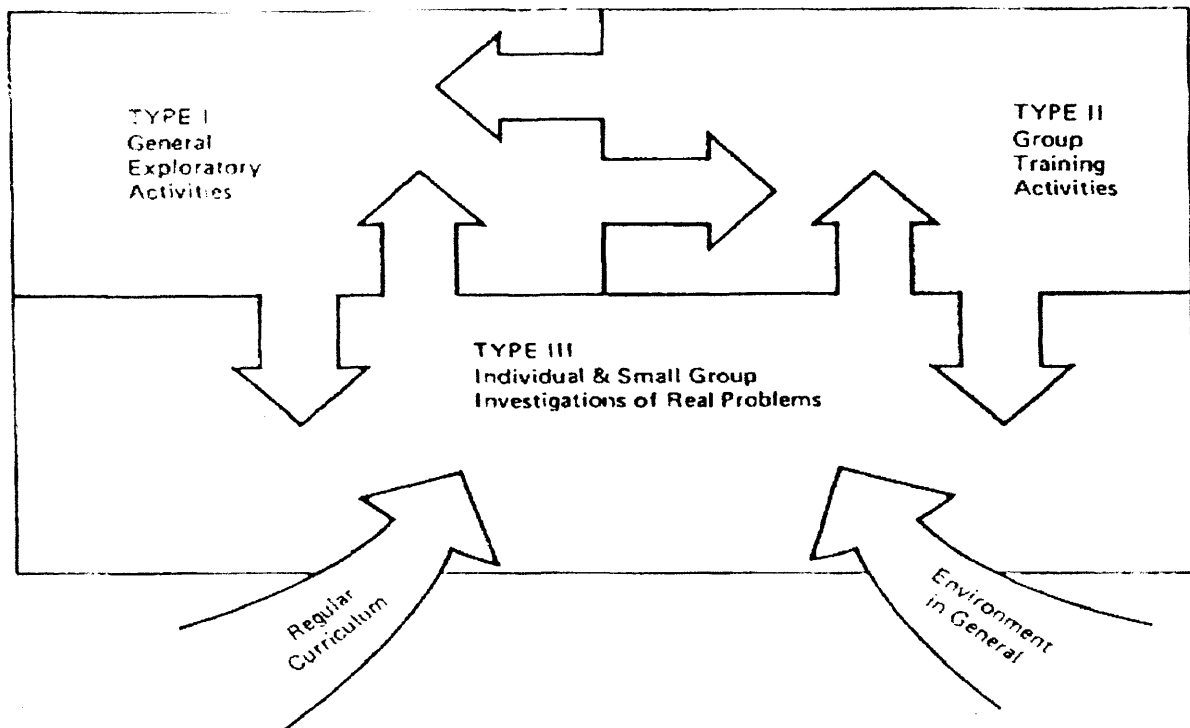 TYPE I
General
Exploratory
Activities
TYPE II
Group
Training
Activities
TYPE III
Individual & Small Group
Investigations of Real Problems
Regular
Curriculum
Environment
in General